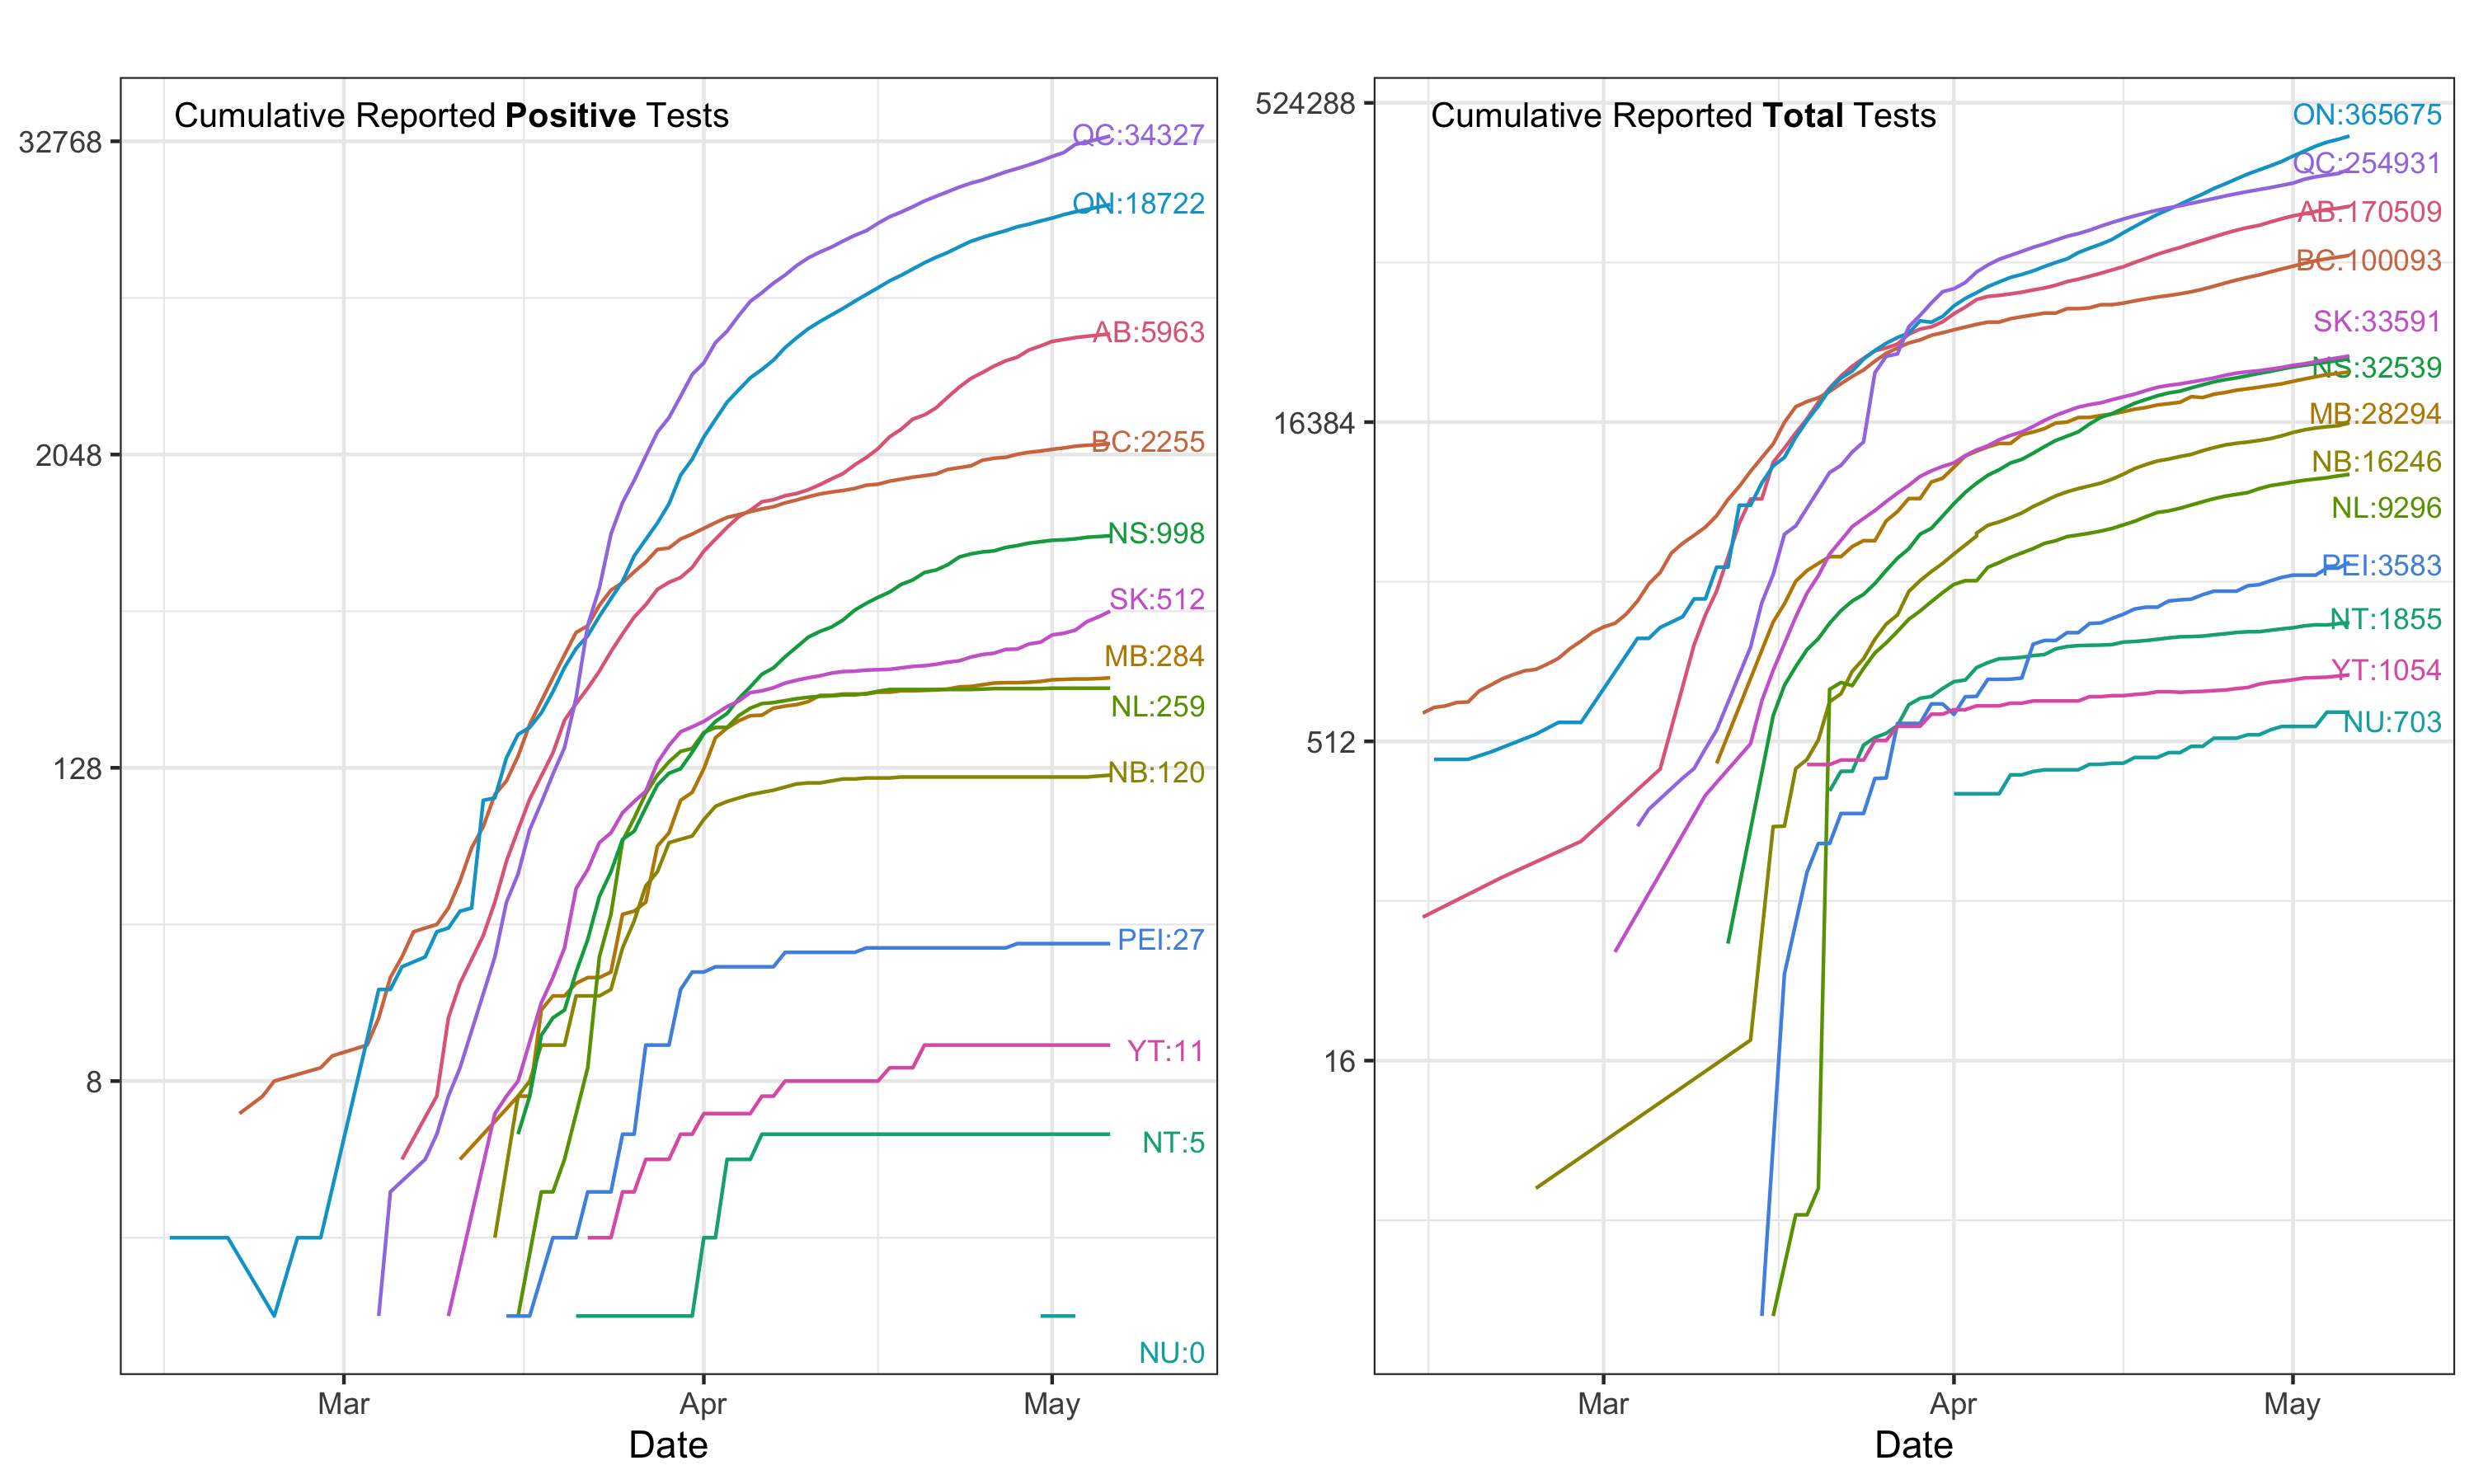 Cumulative Reported Positive Tests
32768
2048
128
8
QC:34327
ON:18722
AB:5963
BC:2255
NS:998
SK:512
MB:284
NL:259
NB:120
PEI:27
YT:11
NT:5
NU:0
Mar Apr May
Date
Cumulative Reported Total Tests
524288
16384
512
16
ON:365675
QC:254931
AB:170509
BC:100093
SK:33591
NS:32539
MB:28294
NB:16246
NL:9296
PEI:3583
NT:1855
YT:1054
NU:703
Mar Apr May
Date